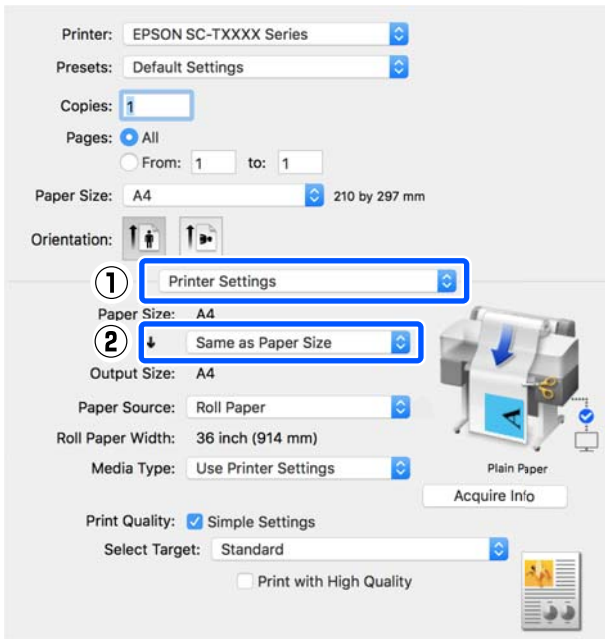 Printer: EPSON SC-TXXXX Series
Presets: Default Settings
Copies: 1
Pages: All
From: 1 to: 1
Paper Size: A4 210 by 297 mm
Orientation:
① Printer Settings
Paper Size: A4
② Same as Paper Size
Output Size: A4
Paper Source: Roll Paper
Roll Paper Width: 36 inch (914 mm)
Media Type: Use Printer Settings
Plain Paper
Acquire Info
Print Quality: Simple Settings
Select Target: Standard
Print with High Quality